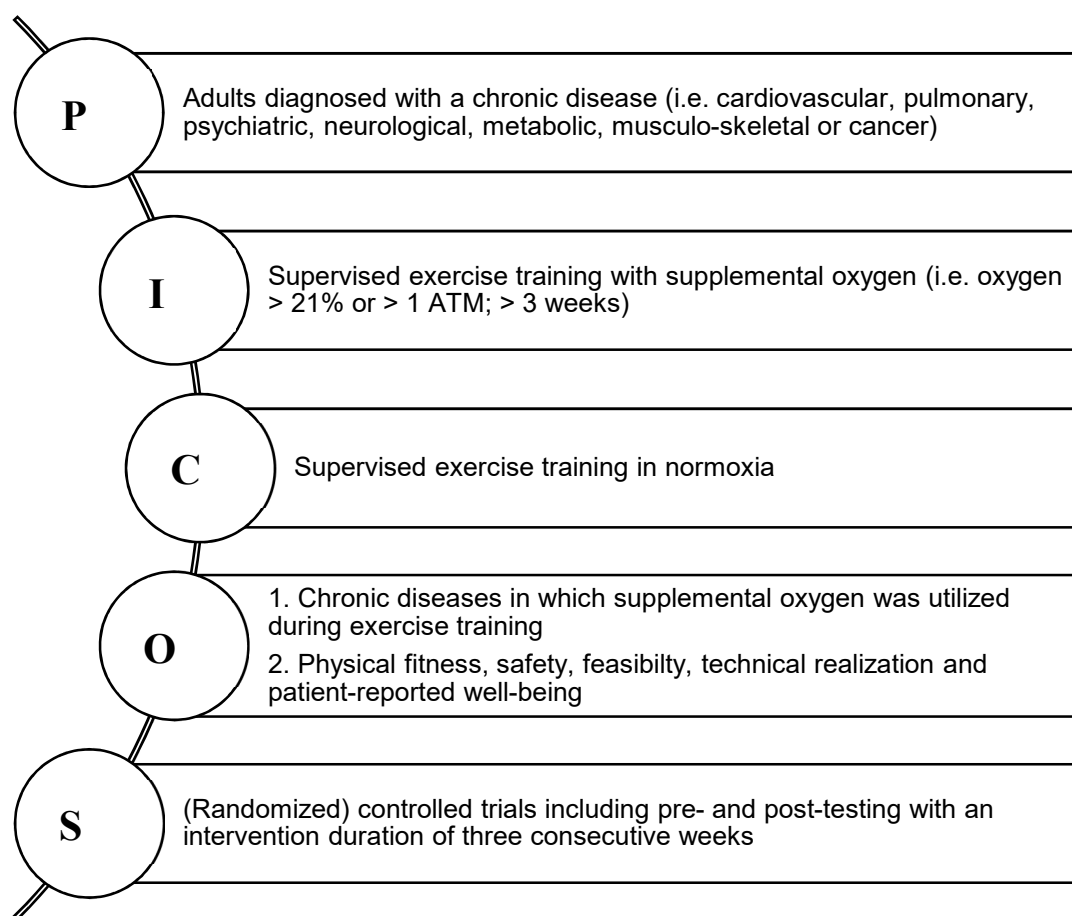 P
Adults diagnosed with a chronic disease (i.e. cardiovascular, pulmonary,
psychiatric, neurological, metabolic, musculo-skeletal or cancer)
I
Supervised exercise training with supplemental oxygen (i.e. oxygen
> 21% or > 1 ATM; > 3 weeks)
C
Supervised exercise training in normoxia
O
1. Chronic diseases in which supplemental oxygen was utilized
during exercise training
2. Physical fitness, safety, feasibilty, technical realization and
patient-reported well-being
S
(Randomized) controlled trials including pre- and post-testing with an
intervention duration of three consecutive weeks